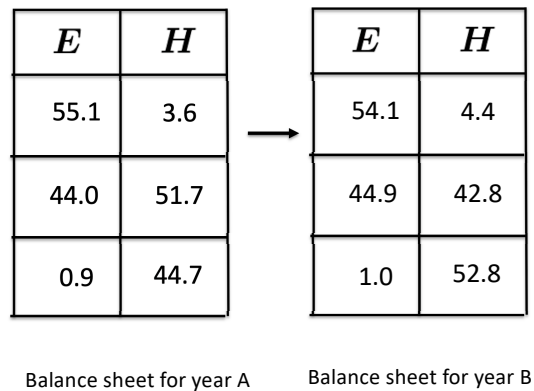 E H
55.1 3.6
44.0 51.7
0.9 44.7
Balance sheet for year A
E H
54.1 4.4
44.9 42.8
1.0 52.8
Balance sheet for year B